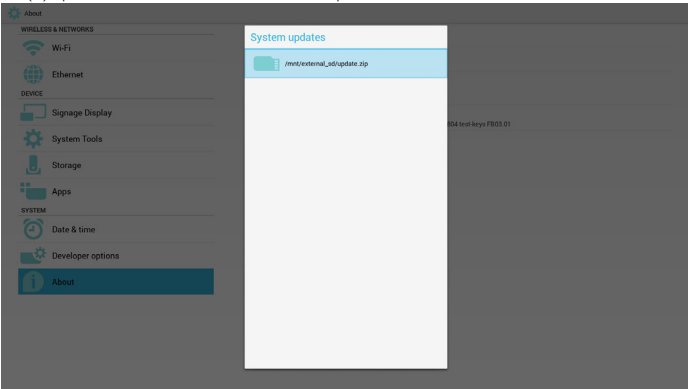 About
WIRELESS & NETWORKS
Wi-Fi
Ethernet
DEVICE
Signage Display
System Tools
Storage
Apps
SYSTEM
Date & time
Developer options
About
System updates
/mnt/external_sd/update.zip
test-keys FB03.01